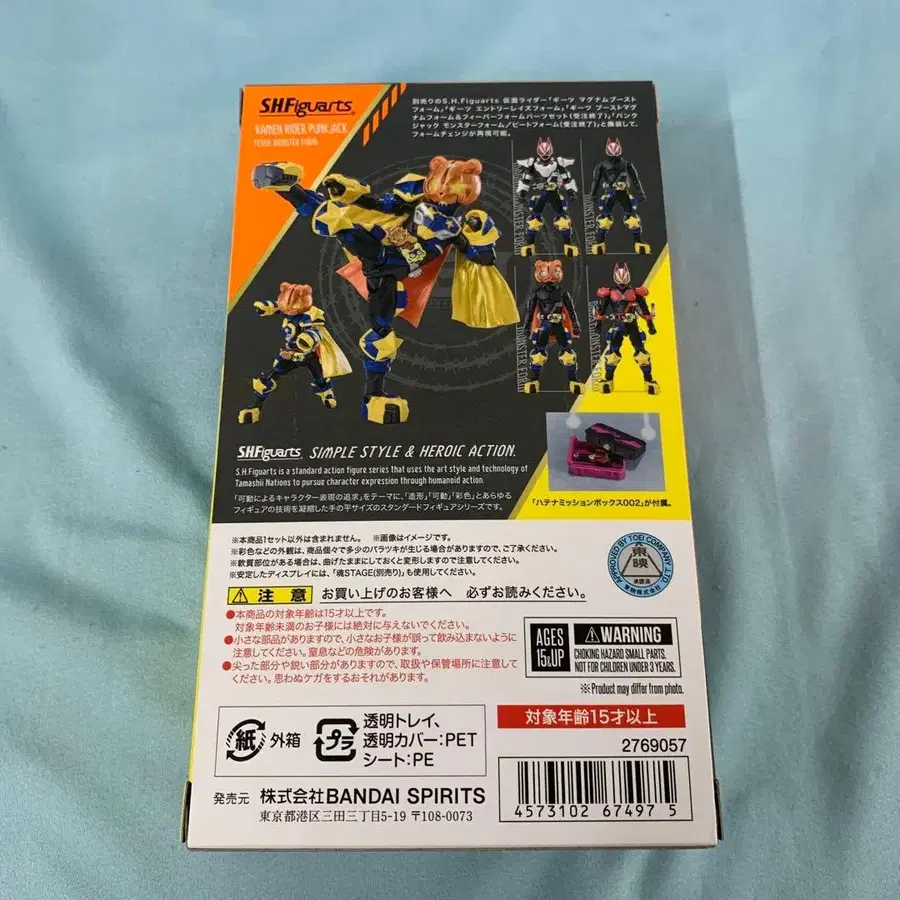 S.H.Figuarts
KAMEN RIDER PUNKJACK
FEVER MONSTER FORM
別売りのS.H.Figuarts 仮面ライダー「ギーツ マグナムブースト
フォーム」「ギーツ エントリーレイズフォーム」「ギーツ ブーストマグ
ナムフォーム&フィーバーフォームパーツセット(受注終了)」「パンク
ジャック モンスターフォーム/ビートフォーム(受注終了)」と換装して、
フォームチェンジが再現可能。
S.H.Figuarts SIMPLE STYLE & HEROIC ACTION.
S.H.Figuarts is a standard action figure series that uses the art style and technology of
Tamashii Nations to pursue character expression through humanoid action.
「可動によるキャラクター表現の追求」をテーマに、「造形」「可動」「彩色」とあらゆる
フィギュアの技術を凝縮した手の平サイズのスタンダードフィギュアシリーズです。
「ハテナミッションボックス002」が付属。
※本商品1セット以外は含まれません。 ※画像はイメージです。
※彩色などの外観は、商品個々で多少のバラツキが生じる場合がありますので、ご了承ください。
※軟質部位がある場合は、曲げたままにしておくと変形しますので注意してください。
※安定したディスプレイには、「魂STAGE(別売り)」も使用してください。
APPROVED BY TOEI COMPANY, LTD.
東映
承認済
東映株式会社
注意 お買い上げのお客様へ 必ずお読みください。
●本商品の対象年齢は15才以上です。
対象年齢未満のお子様には絶対に与えないでください。
●小さな部品がありますので、小さなお子様が誤って飲み込まないように
注意してください。窒息などの危険があります。
●尖った部分や鋭い部分がありますので、取扱や保管場所に注意して
ください。思わぬケガをするおそれがあります。
AGES
15&UP
WARNING
CHOKING HAZARD SMALL PARTS.
NOT FOR CHILDREN UNDER 3 YEARS.
※Product may differ from photo.
対象年齢15才以上
紙 外箱
プラ 透明トレイ、
透明カバー:PET
シート:PE
2769057
4573102 67497 5
発売元 株式会社BANDAI SPIRITS
東京都港区三田三丁目5-19 〒108-0073